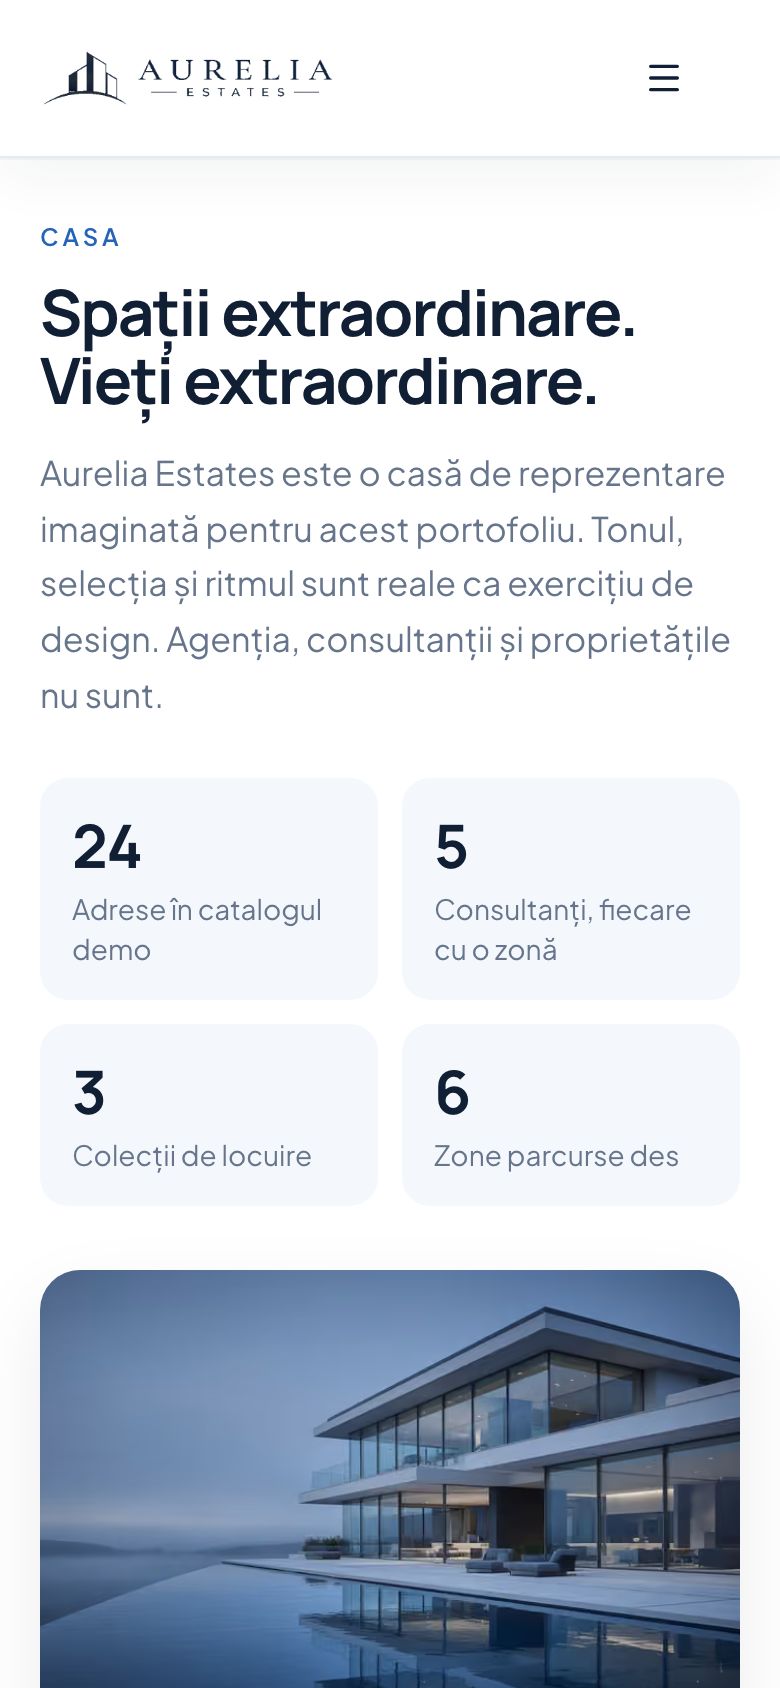 AURELIA
ESTATES
CASA
Spații extraordinare.
Vieți extraordinare.
Aurelia Estates este o casă de reprezentare
imaginată pentru acest portofoliu. Tonul,
selecția și ritmul sunt reale ca exercițiu de
design. Agenția, consultanții și proprietățile
nu sunt.
24
Adrese în catalogul
demo
5
Consultanți, fiecare
cu o zonă
3
Colecții de locuire
6
Zone parcurse des